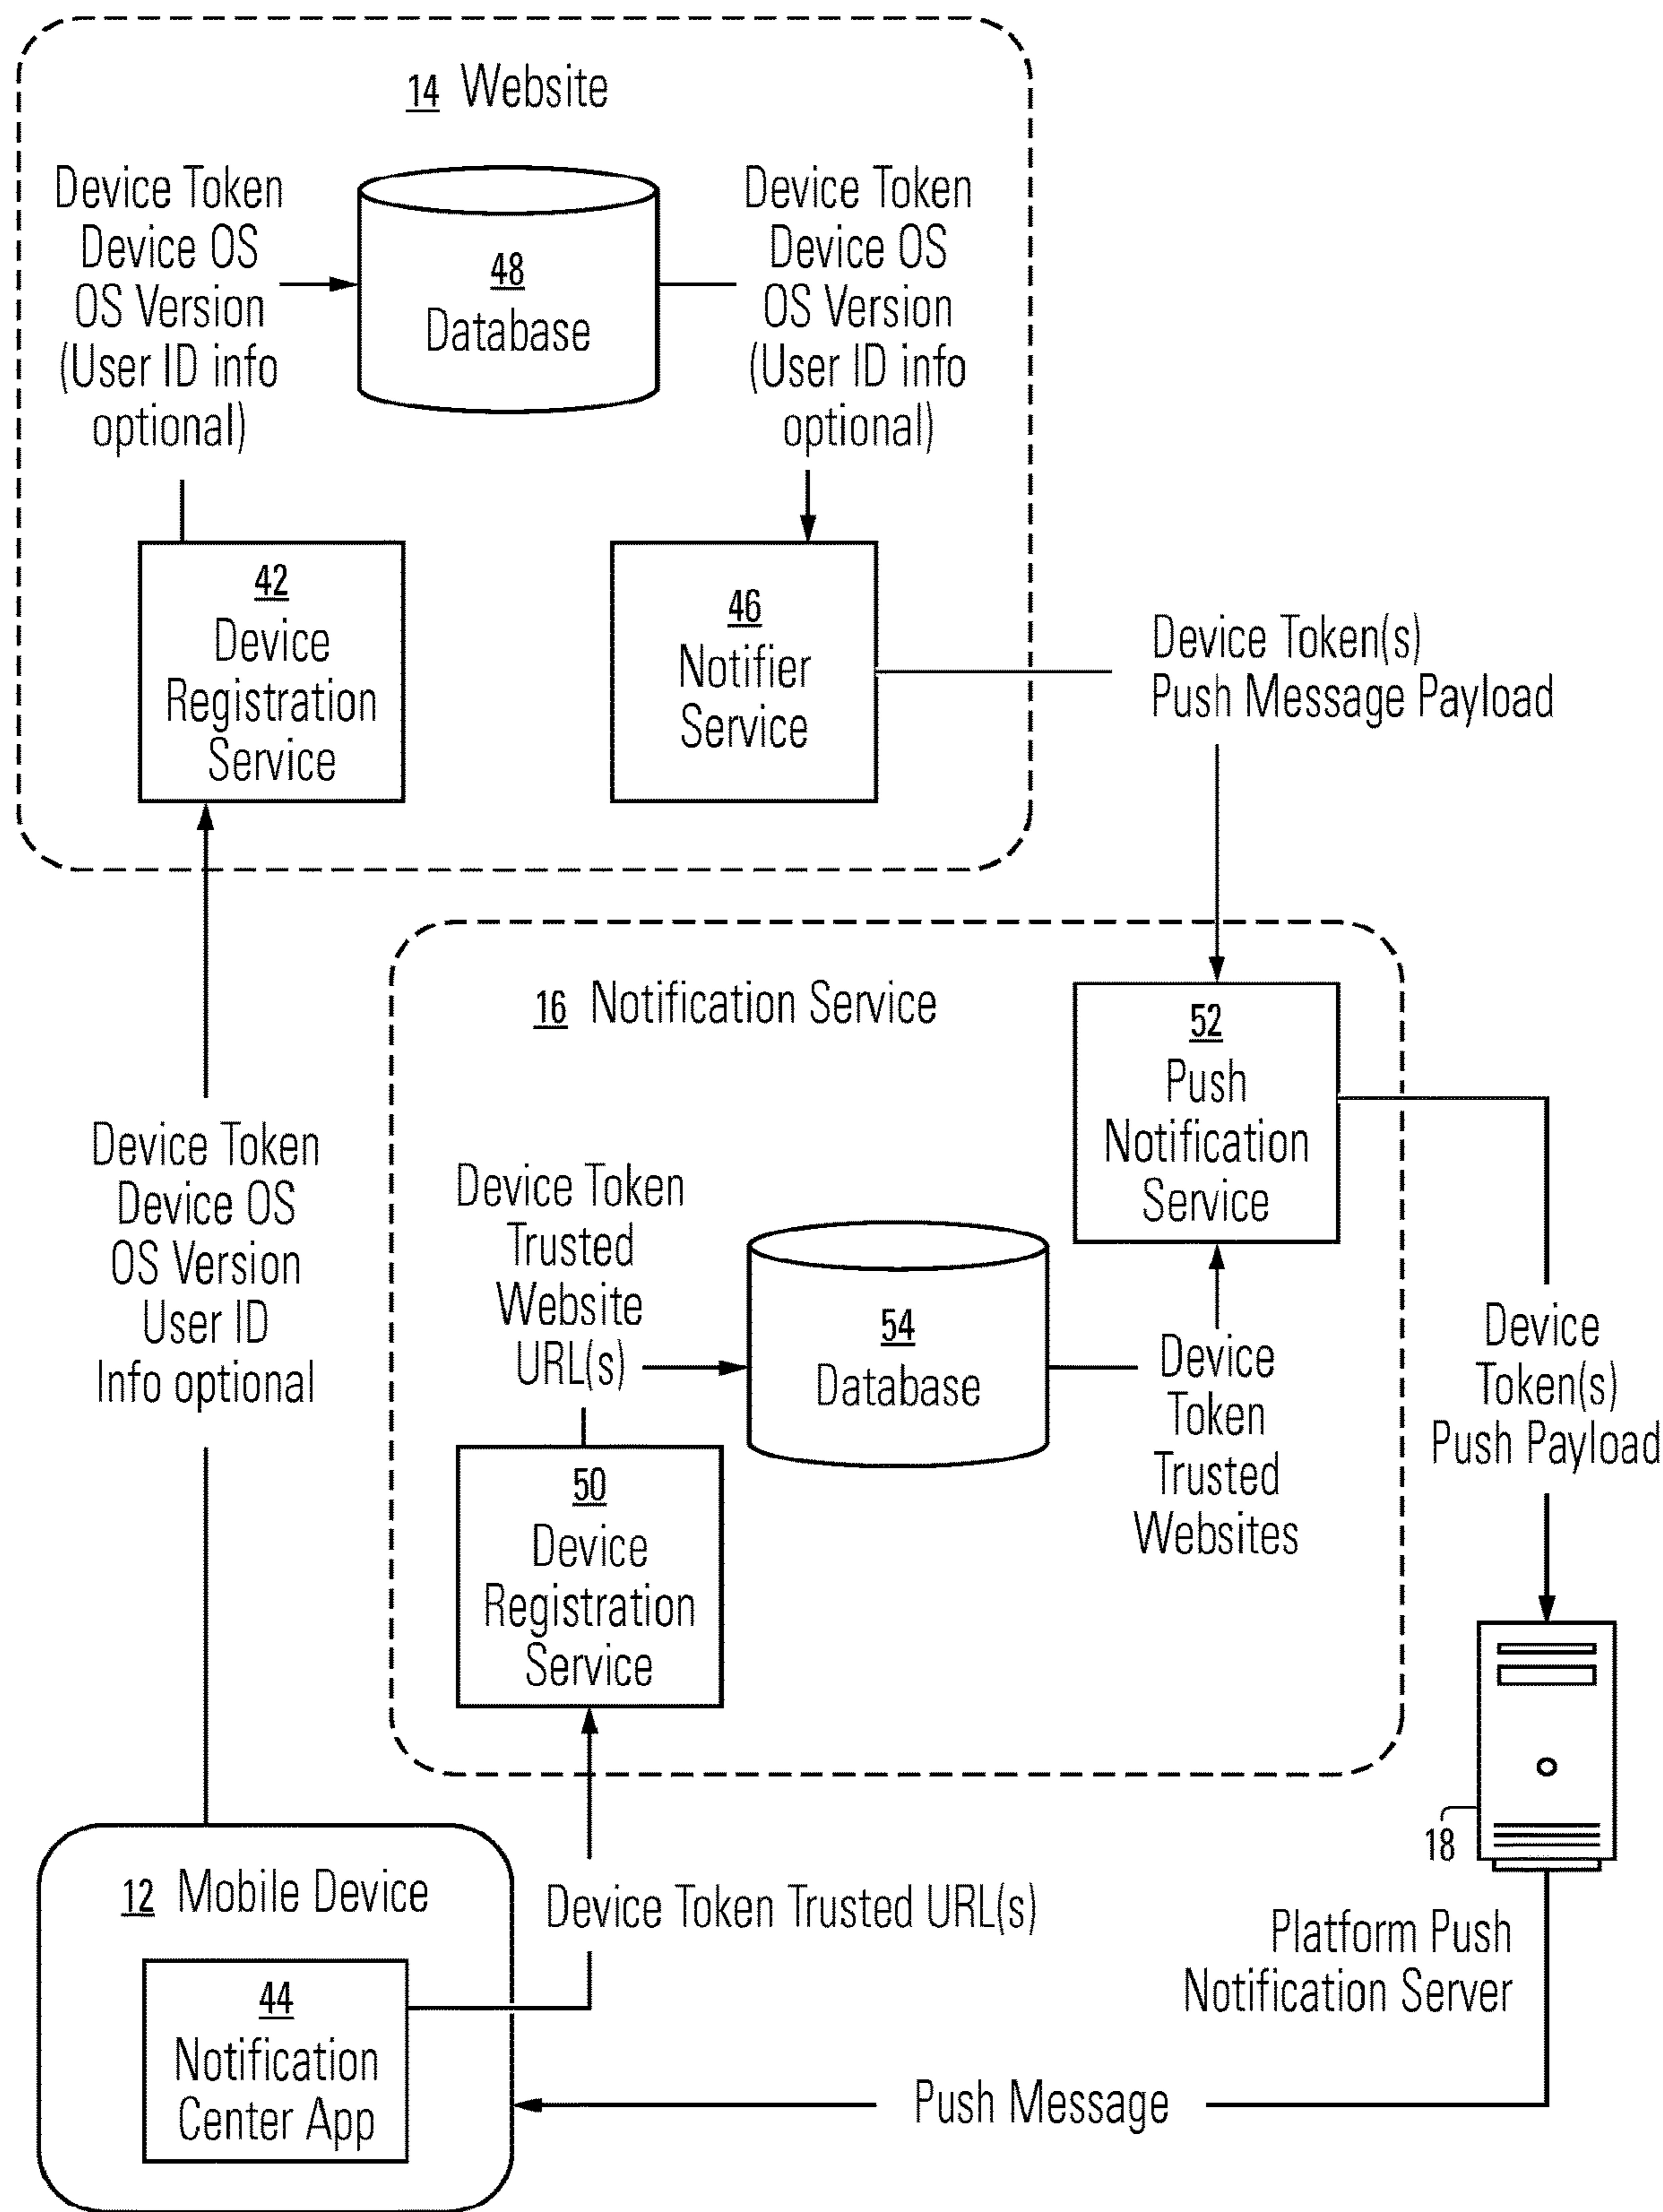 14 Website
Device Token
Device OS
OS Version
(User ID info
optional)
48
Database
Device Token
Device OS
OS Version
(User ID info
optional)
42
Device
Registration
Service
46
Notifier
Service
Device Token(s)
Push Message Payload
16 Notification Service
52
Push
Notification
Service
Device Token
Device OS
OS Version
User ID
Info optional
Device Token
Trusted
Website
URL(s)
54
Database
Device
Token
Trusted
Websites
Device
Token(s)
Push Payload
50
Device
Registration
Service
18
12 Mobile Device
Device Token Trusted URL(s)
Platform Push
Notification Server
44
Notification
Center App
Push Message